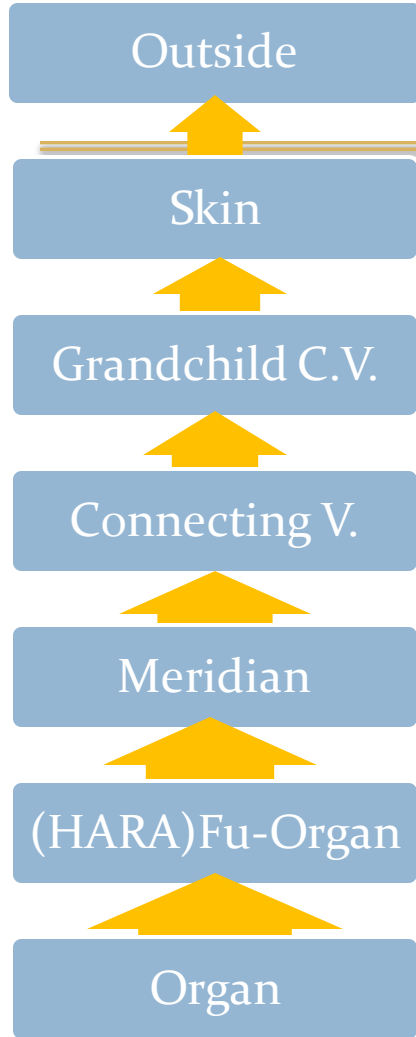 Outside
Skin
Grandchild C.V.
Connecting V.
Meridian
(HARA)Fu-Organ
Organ